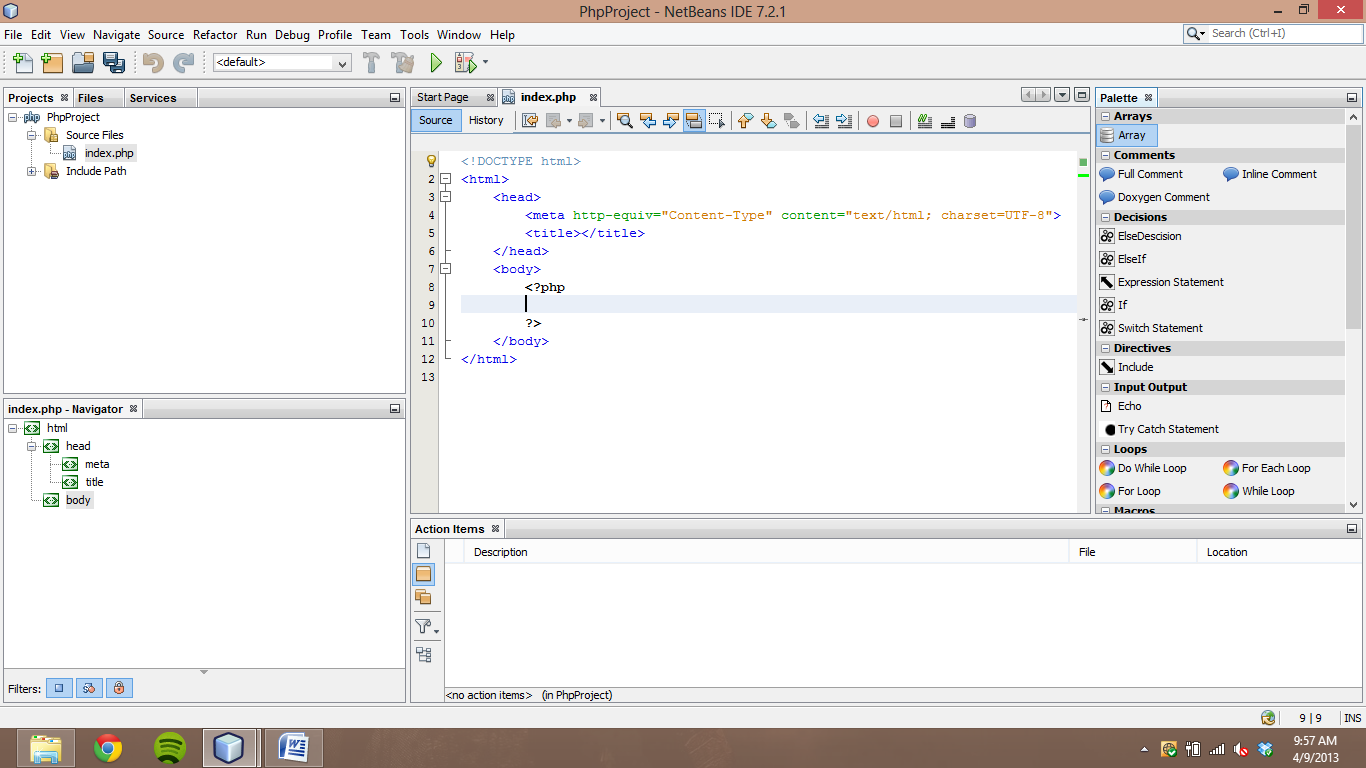 PhpProject - NetBeans IDE 7.2.1
File Edit View Navigate Source Refactor Run Debug Profile Team Tools Window Help
Search (Ctrl+I)
<default>
Projects Files Services
PhpProject
Source Files
index.php
Include Path
index.php - Navigator
html
head
meta
title
body
Filters:
Start Page index.php
Source History
<!DOCTYPE html>
2 <html>
3 <head>
4 <meta http-equiv="Content-Type" content="text/html; charset=UTF-8">
5 <title></title>
6 </head>
7 <body>
8 <?php
9
10 ?>
11 </body>
12 </html>
13
Palette
Arrays
Array
Comments
Full Comment Inline Comment
Doxygen Comment
Decisions
ElseDescision
ElseIf
Expression Statement
If
Switch Statement
Directives
Include
Input Output
Echo
Try Catch Statement
Loops
Do While Loop For Each Loop
For Loop While Loop
Macros
Action Items
Description File Location
<no action items> (in PhpProject)
9 | 9 INS
9:57 AM
4/9/2013